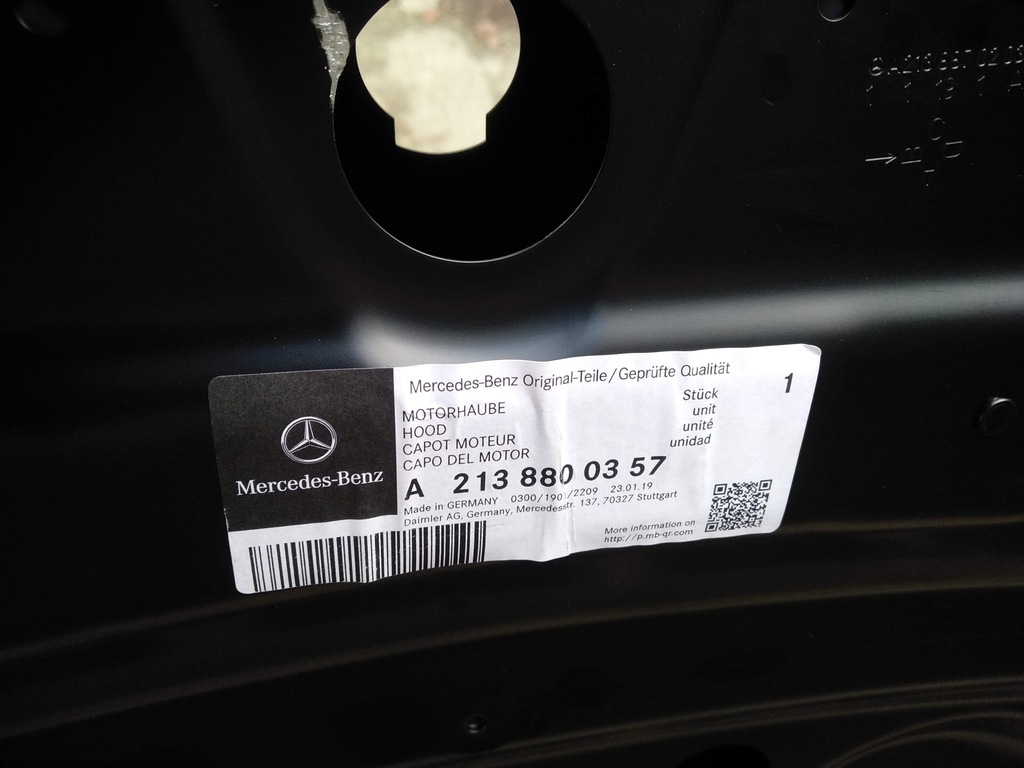 Mercedes-Benz Original-Teile/Geprüfte Qualität
1
MOTORHAUBE
HOOD
CAPOT MOTEUR
CAPO DEL MOTOR
Stück
unit
unité
unidad
A 213 880 03 57
Made in GERMANY 0300/190 /2209 23.01.19
Daimler AG, Germany, Mercedesstr. 137, 70327 Stuttgart
More information on
http://p.mb-qr.com
Mercedes-Benz